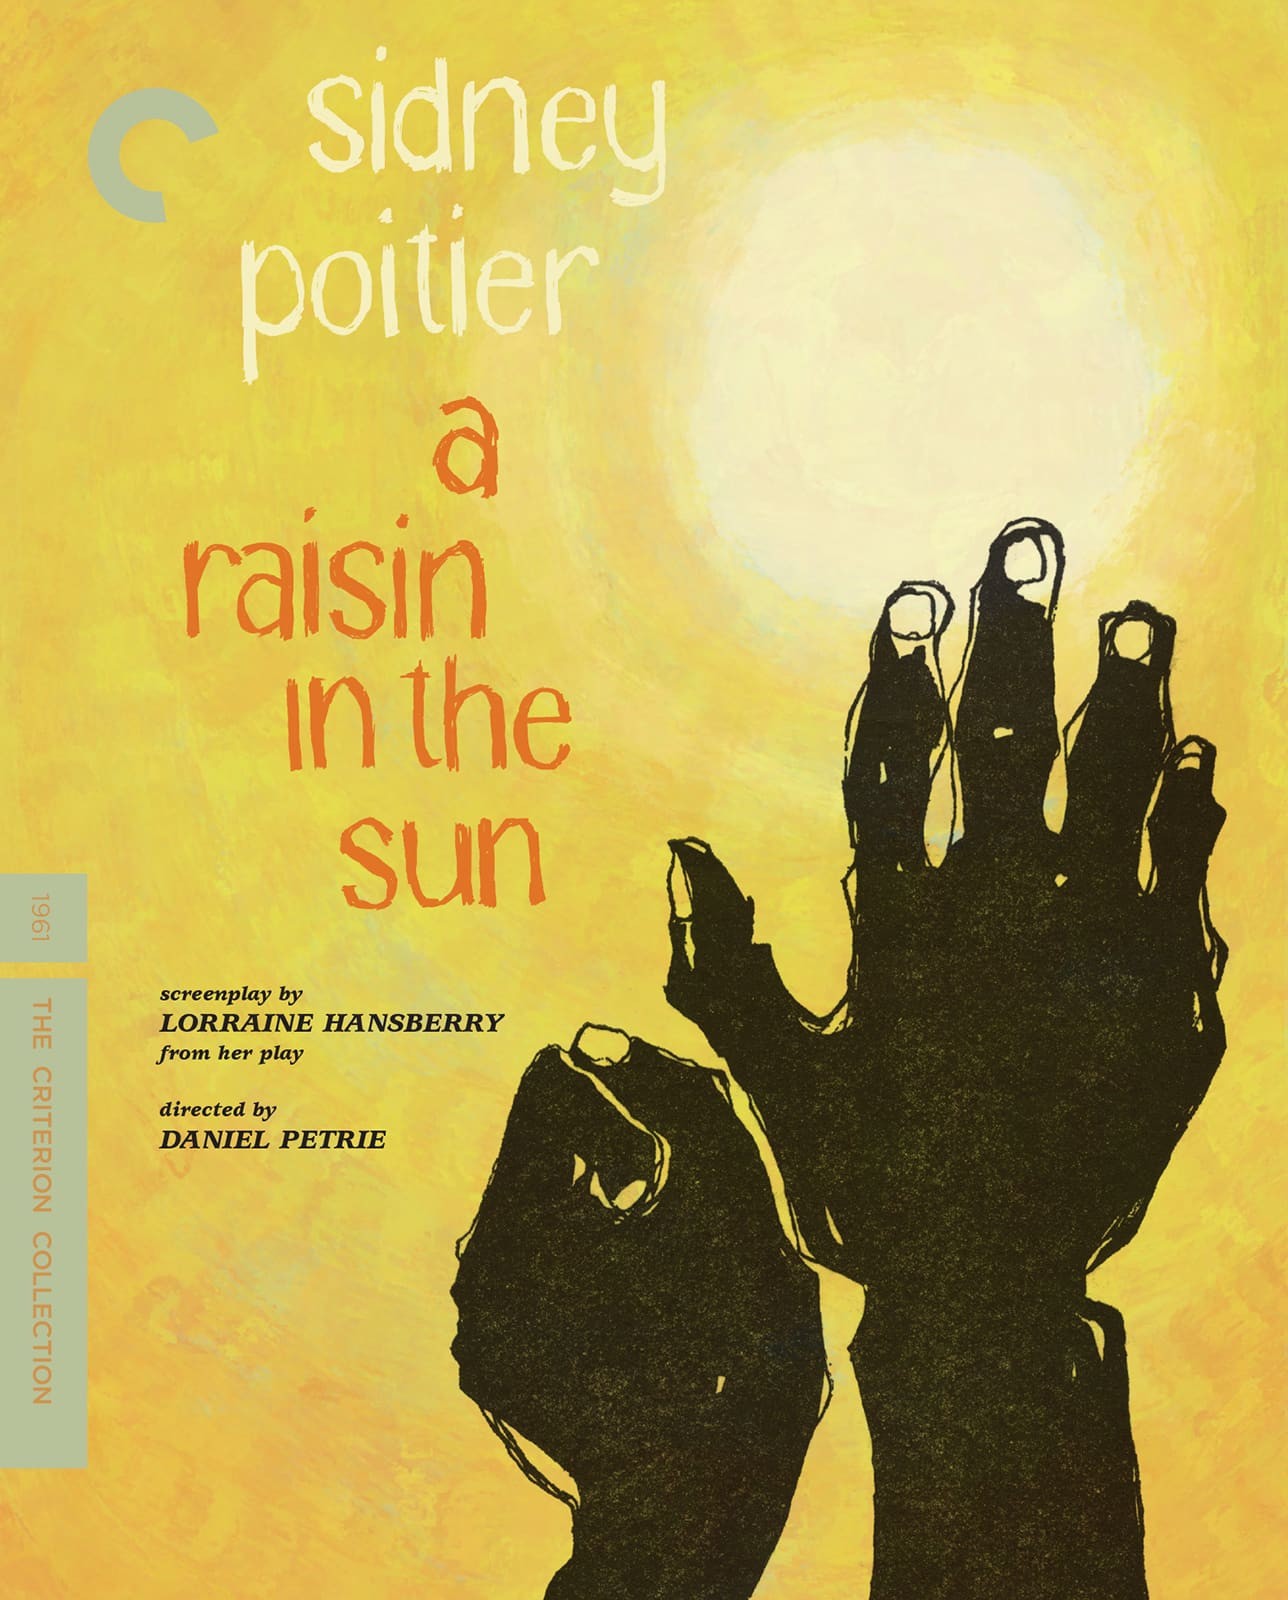 sidney
poitier
a
raisin
in the
sun
1961
THE CRITERION COLLECTION
screenplay by
LORRAINE HANSBERRY
from her play
directed by
DANIEL PETRIE